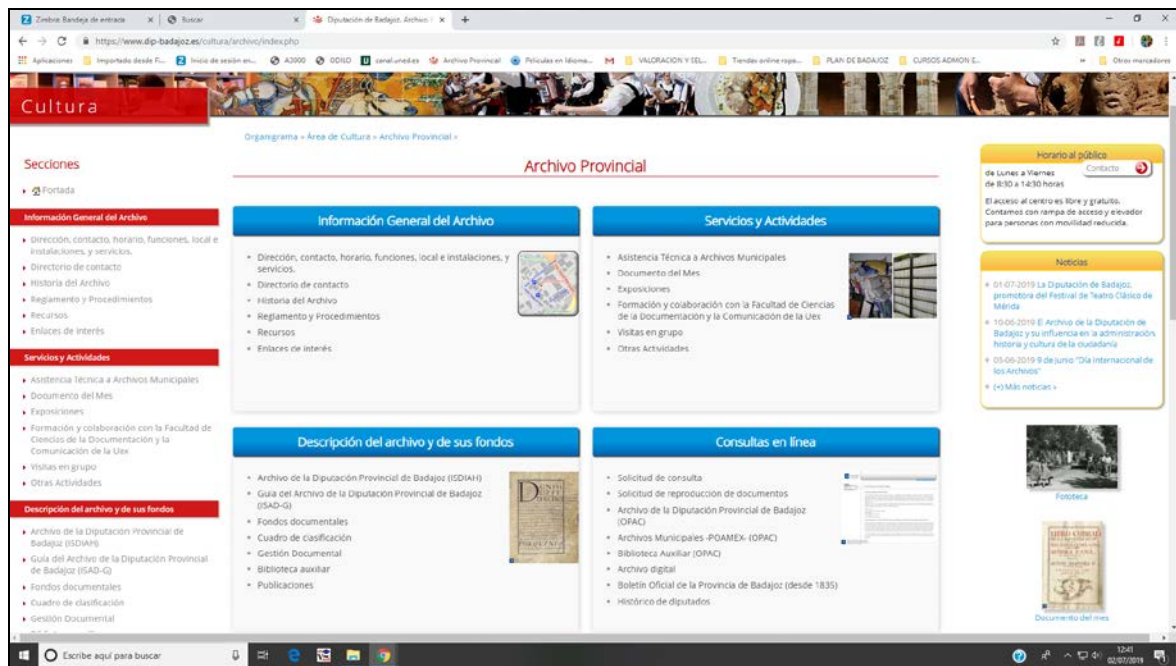 Zimbra: Bandeja de entrada
Buscar
Diputación de Badajoz. Archivo
https://www.dip-badajoz.es/cultura/archivo/index.php
Aplicaciones
Importado desde F...
Inicio de sesión en...
A3000
ODILO
canal.uned.es
Archivo Provincial
Películas en Idioma...
VALORACION Y SEL...
Tiendas online ropa...
PLAN DE BADAJOZ
CURSOS ADMON E...
Otros marcadores
Cultura
Organigrama » Área de Cultura » Archivo Provincial »
Secciones
Portada
Información General del Archivo
Dirección, contacto, horario, funciones, local e
instalaciones, y servicios.
Directorio de contacto
Historia del Archivo
Reglamento y Procedimientos
Recursos
Enlaces de interés
Servicios y Actividades
Asistencia Técnica a Archivos Municipales
Documento del Mes
Exposiciones
Formación y colaboración con la Facultad de
Ciencias de la Documentación y la
Comunicación de la Uex
Visitas en grupo
Otras Actividades
Descripción del archivo y de sus fondos
Archivo de la Diputación Provincial de
Badajoz (ISDIAH)
Guía del Archivo de la Diputación Provincial
de Badajoz (ISAD-G)
Fondos documentales
Cuadro de clasificación
Gestión Documental
Archivo Provincial
Información General del Archivo
Dirección, contacto, horario, funciones, local e instalaciones, y
servicios.
Directorio de contacto
Historia del Archivo
Reglamento y Procedimientos
Recursos
Enlaces de interés
Servicios y Actividades
Asistencia Técnica a Archivos Municipales
Documento del Mes
Exposiciones
Formación y colaboración con la Facultad de Ciencias
de la Documentación y la Comunicación de la Uex
Visitas en grupo
Otras Actividades
Descripción del archivo y de sus fondos
Archivo de la Diputación Provincial de Badajoz (ISDIAH)
Guía del Archivo de la Diputación Provincial de Badajoz
(ISAD-G)
Fondos documentales
Cuadro de clasificación
Gestión Documental
Biblioteca auxiliar
Publicaciones
Consultas en línea
Solicitud de consulta
Solicitud de reproducción de documentos
Archivo de la Diputación Provincial de Badajoz
(OPAC)
Archivos Municipales -POAMEX- (OPAC)
Biblioteca Auxiliar (OPAC)
Archivo digital
Boletín Oficial de la Provincia de Badajoz (desde 1835)
Histórico de diputados
Horario al público
Contacto
de Lunes a Viernes
de 8:30 a 14:30 horas
El acceso al centro es libre y gratuito.
Contamos con rampa de acceso y elevador
para personas con movilidad reducida.
Noticias
01-07-2019 La Diputación de Badajoz,
promotora del Festival de Teatro Clásico de
Mérida
10-06-2019 El Archivo de la Diputación de
Badajoz y su influencia en la administración,
historia y cultura de la ciudadanía
05-06-2019 9 de junio "Día Internacional de
los Archivos"
(+) Más noticias »
Fototeca
Documento del mes
Escribe aquí para buscar
12:41
02/07/2019